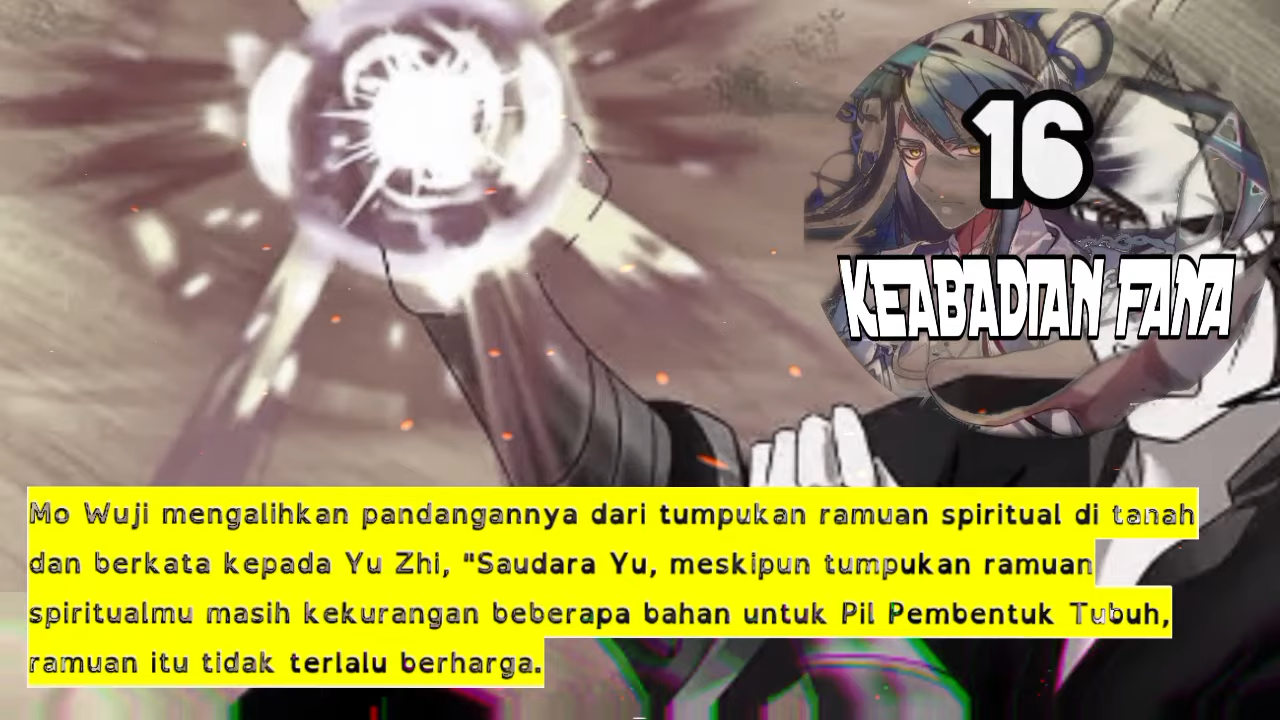 16
KEABADIAN FANA
Mo Wuji mengalihkan pandangannya dari tumpukan ramuan spiritual di tanah
dan berkata kepada Yu Zhi, "Saudara Yu, meskipun tumpukan ramuan
spiritualmu masih kekurangan beberapa bahan untuk Pil Pembentuk Tubuh,
ramuan itu tidak terlalu berharga.